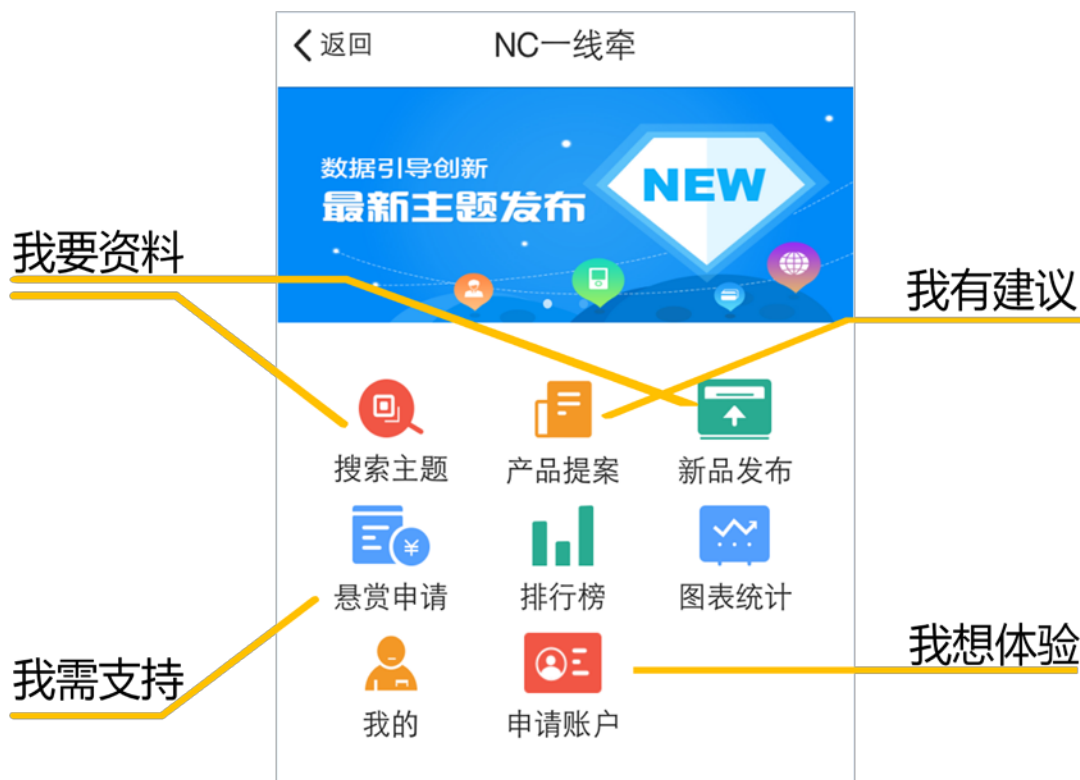 返回
NC一线牵
数据引导创新
最新主题发布
NEW
我要资料
我有建议
搜索主题
产品提案
新品发布
¥
悬赏申请
排行榜
图表统计
我需支持
我想体验
我的
申请账户